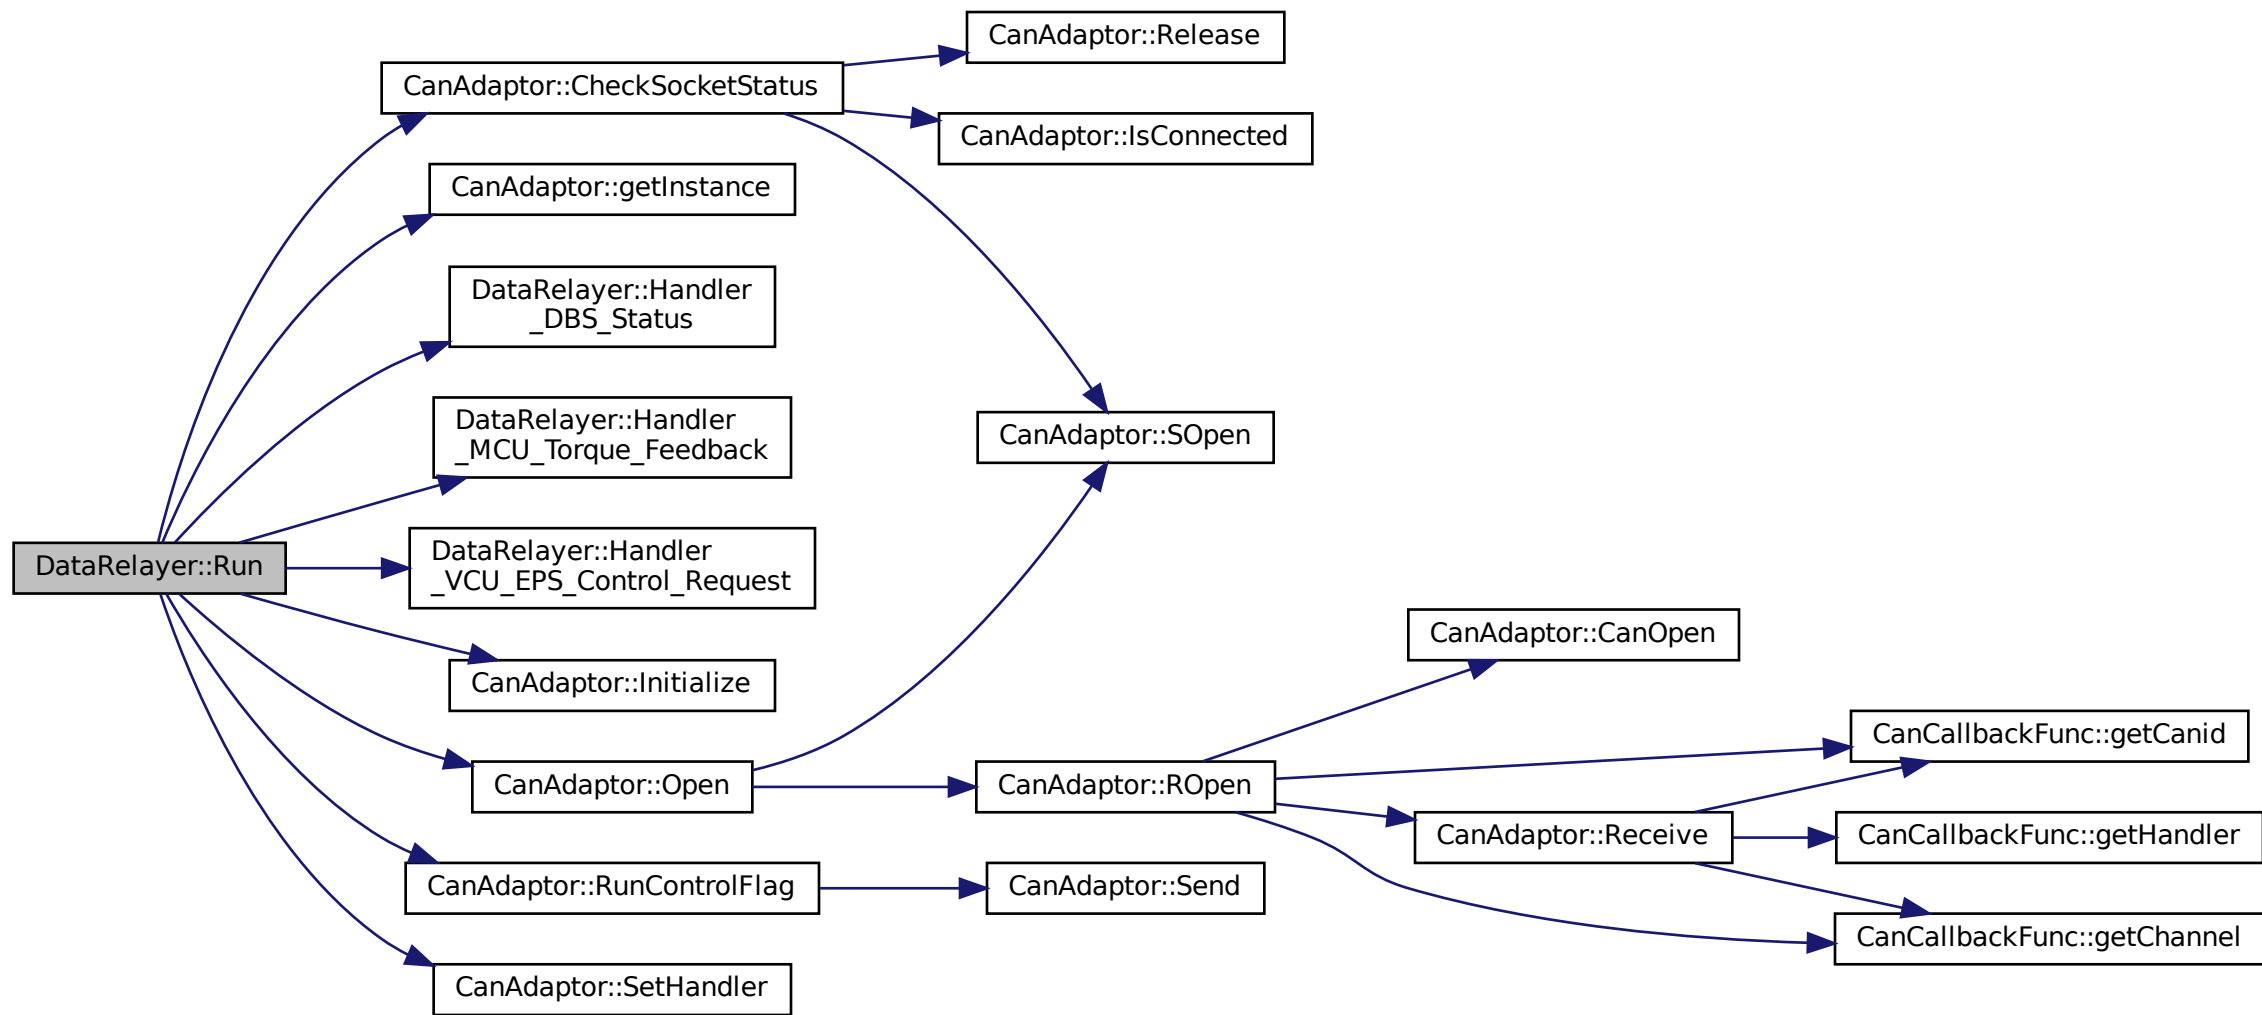 CanAdaptor::Release
CanAdaptor::CheckSocketStatus
CanAdaptor::IsConnected
CanAdaptor::getInstance
DataRelayer::Handler
_DBS_Status
DataRelayer::Handler
_MCU_Torque_Feedback
CanAdaptor::SOpen
DataRelayer::Run
DataRelayer::Handler
_VCU_EPS_Control_Request
CanAdaptor::CanOpen
CanAdaptor::Initialize
CanCallbackFunc::getCanid
CanAdaptor::Open
CanAdaptor::ROpen
CanAdaptor::Receive
CanCallbackFunc::getHandler
CanAdaptor::RunControlFlag
CanAdaptor::Send
CanCallbackFunc::getChannel
CanAdaptor::SetHandler